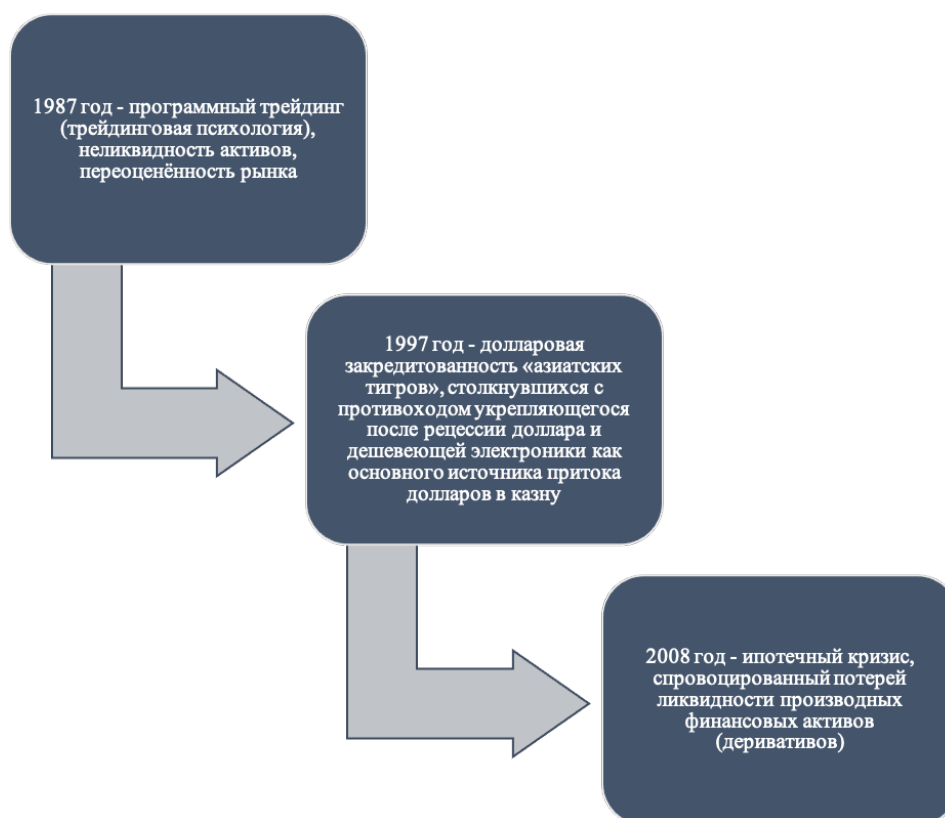 1987 год - программный трейдинг
(трейдинговая психология),
неликвидность активов,
переоценённость рынка
1997 год - долларовая
закредитованность «азиатских
тигров», столкнувшихся с
противоходом укрепляющегося
после рецессии доллара и
дешевеющей электроники как
основного источника притока
долларов в казну
2008 год - ипотечный кризис,
спровоцированный потерей
ликвидности производных
финансовых активов
(деривативов)